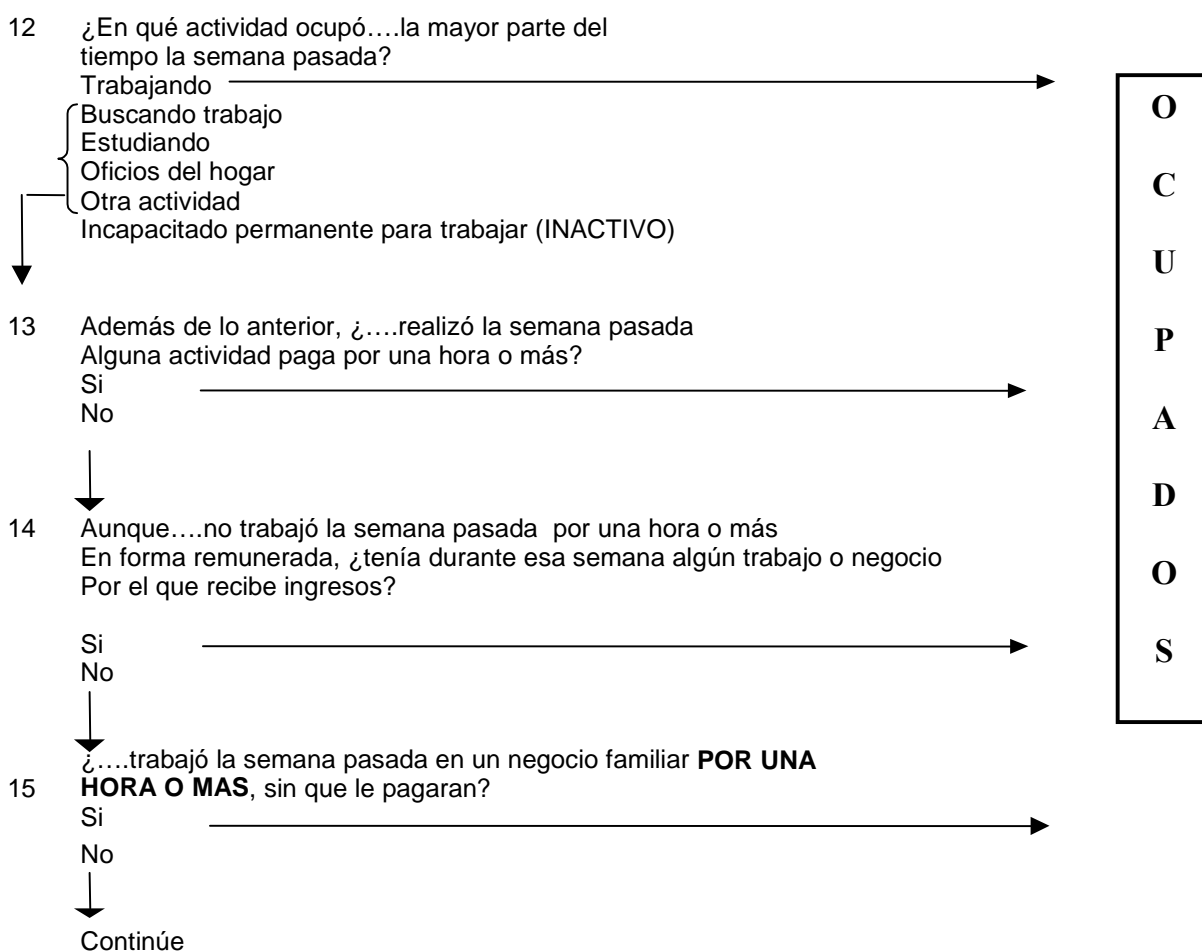 12 ¿En qué actividad ocupó….la mayor parte del
tiempo la semana pasada?
Trabajando
Buscando trabajo
Estudiando
Oficios del hogar
Otra actividad
Incapacitado permanente para trabajar (INACTIVO)
13 Además de lo anterior, ¿….realizó la semana pasada
Alguna actividad paga por una hora o más?
Si
No
14 Aunque….no trabajó la semana pasada por una hora o más
En forma remunerada, ¿tenía durante esa semana algún trabajo o negocio
Por el que recibe ingresos?
Si
No
¿….trabajó la semana pasada en un negocio familiar POR UNA
15 HORA O MAS, sin que le pagaran?
Si
No
Continúe
O
C
U
P
A
D
O
S